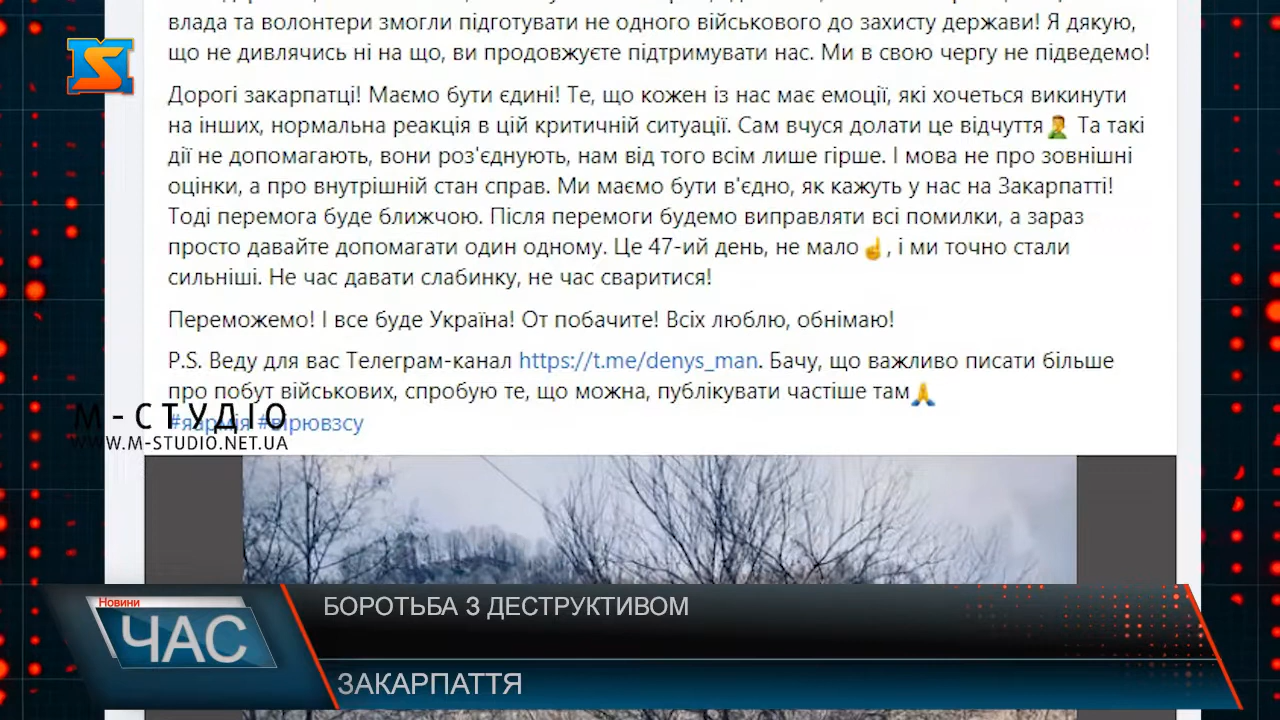 влада та волонтери змогли підготувати не одного військового до захисту держави! Я дякую,
що не дивлячись ні на що, ви продовжуєте підтримувати нас. Ми в свою чергу не підведемо!
Дорогі закарпатці! Маємо бути єдині! Те, що кожен із нас має емоції, які хочеться викинути
на інших, нормальна реакція в цій критичній ситуації. Сам вчуся долати це відчуття🤦‍♂️ Та такі
дії не допомагають, вони роз'єднують, нам від того всім лише гірше. І мова не про зовнішні
оцінки, а про внутрішній стан справ. Ми маємо бути в'єдно, як кажуть у нас на Закарпатті!
Тоді перемога буде ближчою. Після перемоги будемо виправляти всі помилки, а зараз
просто давайте допомагати один одному. Це 47-ий день, не мало☝️, і ми точно стали
сильніші. Не час давати слабинку, не час сваритися!
Переможемо! І все буде Україна! От побачите! Всіх люблю, обнімаю!
P.S. Веду для вас Телеграм-канал https://t.me/denys_man. Бачу, що важливо писати більше
про побут військових, спробую те, що можна, публікувати частіше там🙏
М-СТУДІО
#яармія #вірювзсу
WWW.M-STUDIO.NET.UA
Новини
ЧАС
БОРОТЬБА З ДЕСТРУКТИВОМ
ЗАКАРПАТТЯ